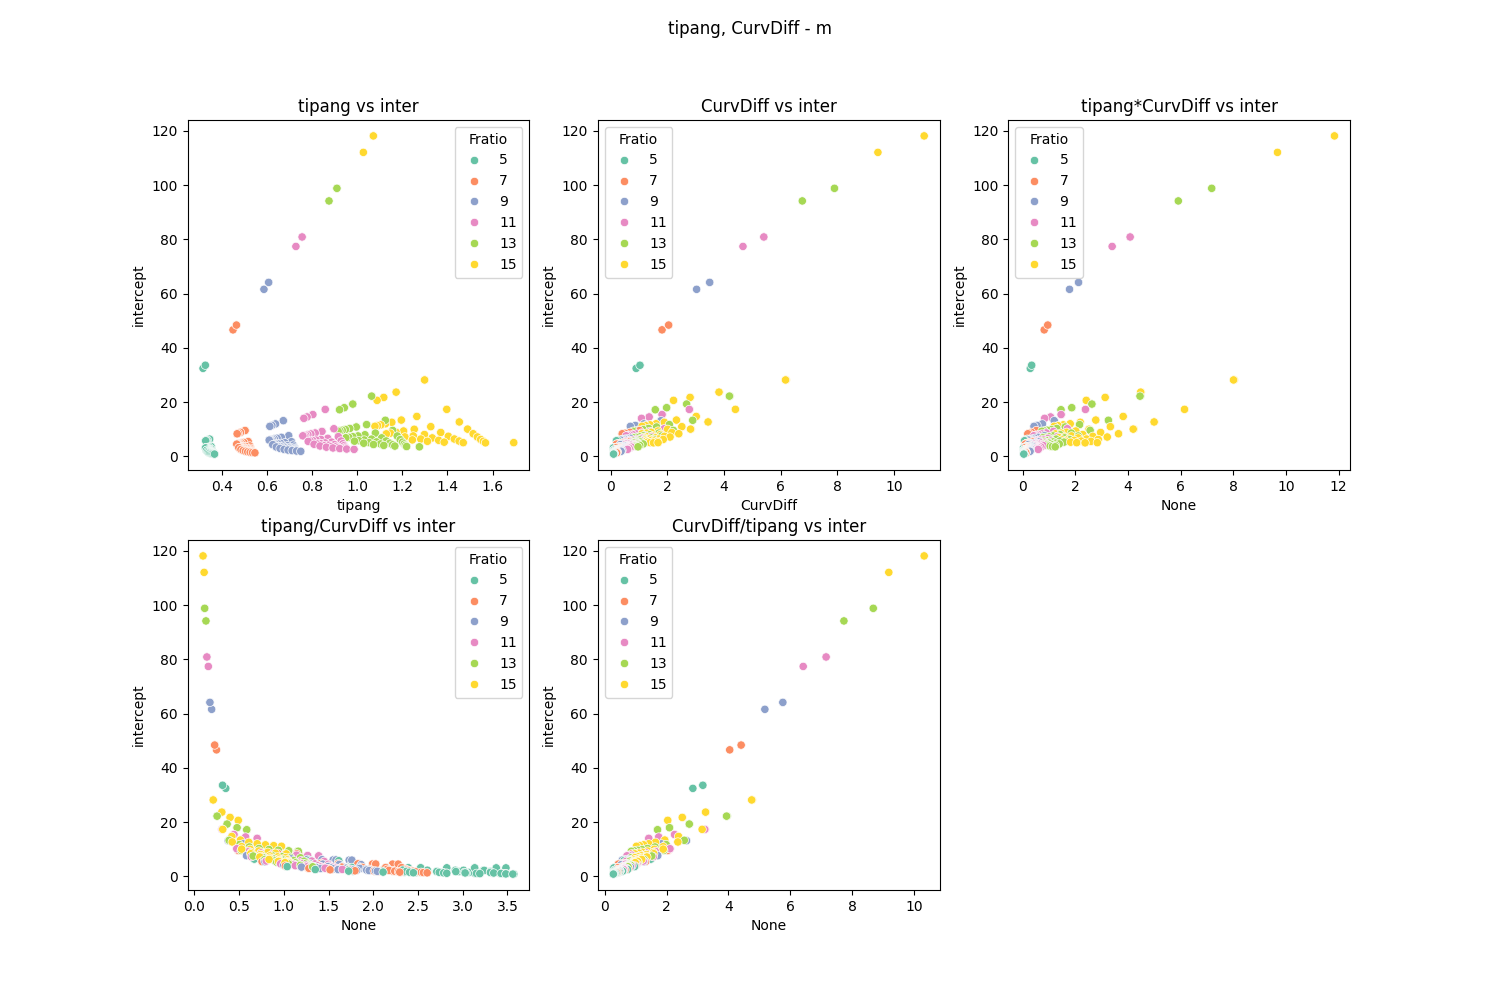 tipang, CurvDiff - m
tipang vs inter
CurvDiff vs inter
tipang*CurvDiff vs inter
intercept
120
100
80
60
40
20
0
0.4 0.6 0.8 1.0 1.2 1.4 1.6
tipang
Fratio
5
7
9
11
13
15
intercept
120
100
80
60
40
20
0
0 2 4 6 8 10
CurvDiff
Fratio
5
7
9
11
13
15
intercept
120
100
80
60
40
20
0
0 2 4 6 8 10 12
None
Fratio
5
7
9
11
13
15
tipang/CurvDiff vs inter
CurvDiff/tipang vs inter
intercept
120
100
80
60
40
20
0
0.0 0.5 1.0 1.5 2.0 2.5 3.0 3.5
None
Fratio
5
7
9
11
13
15
intercept
120
100
80
60
40
20
0
0 2 4 6 8 10
None
Fratio
5
7
9
11
13
15